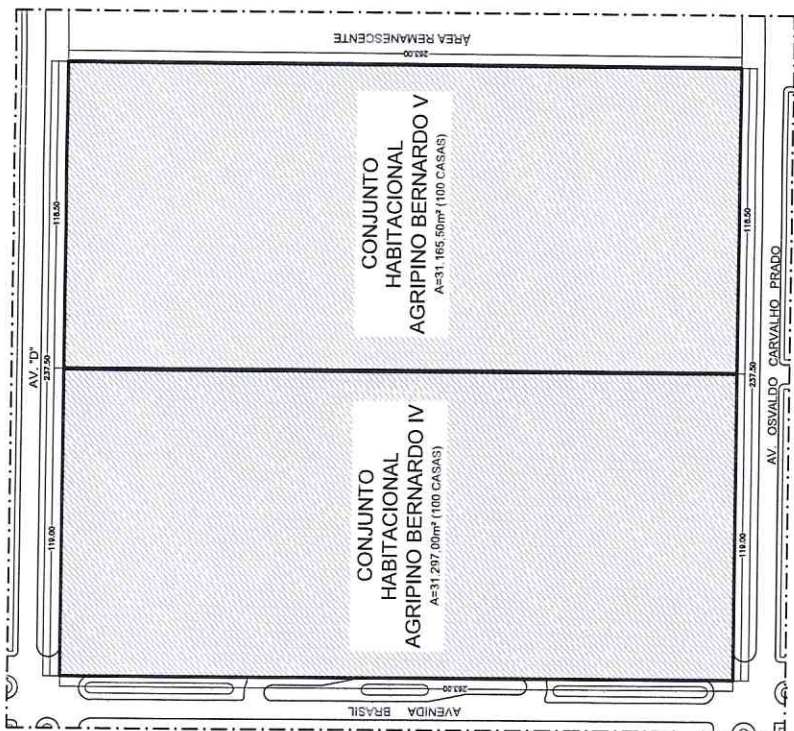 ÁREA REMANESCENTE
263.00
118.50
AV. "D"
237.50
119.00
CONJUNTO
HABITACIONAL
AGRIPINO BERNARDO V
A=31.165,50m² (100 CASAS)
CONJUNTO
HABITACIONAL
AGRIPINO BERNARDO IV
A=31.297,00m² (100 CASAS)
118.50
237.50
AV. OSVALDO CARVALHO PRADO
119.00
263.00
AVENIDA BRASIL